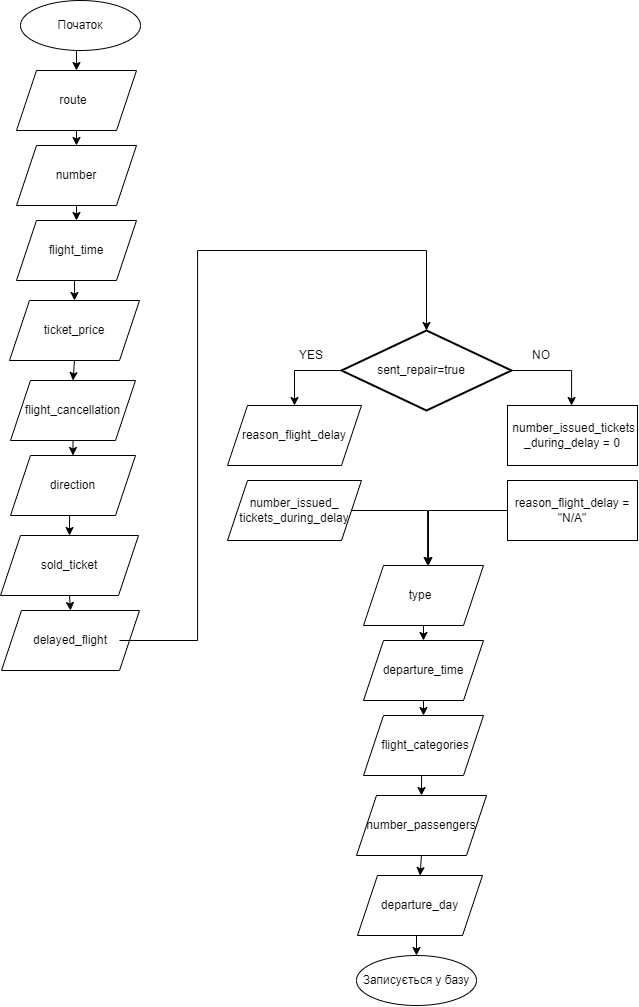 Початок
route
number
flight_time
ticket_price
flight_cancellation
direction
sold_ticket
delayed_flight
sent_repair=true
YES
NO
reason_flight_delay
number_issued_
tickets_during_delay
number_issued_tickets
_during_delay = 0
reason_flight_delay =
"N/A"
type
departure_time
flight_categories
number_passengers
departure_day
Записується у базу